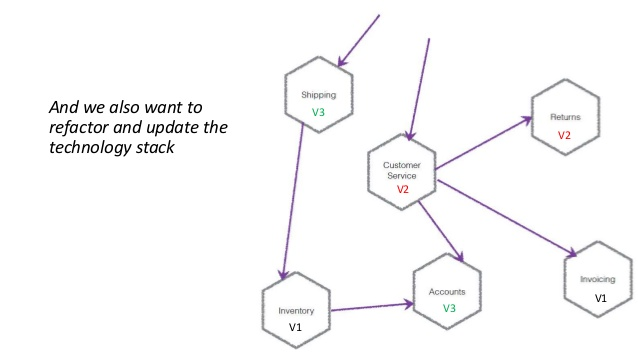 And we also want to
refactor and update the
technology stack
Shipping
V3
Returns
V2
Customer
Service
V2
Accounts
V3
Invoicing
V1
Inventory
V1